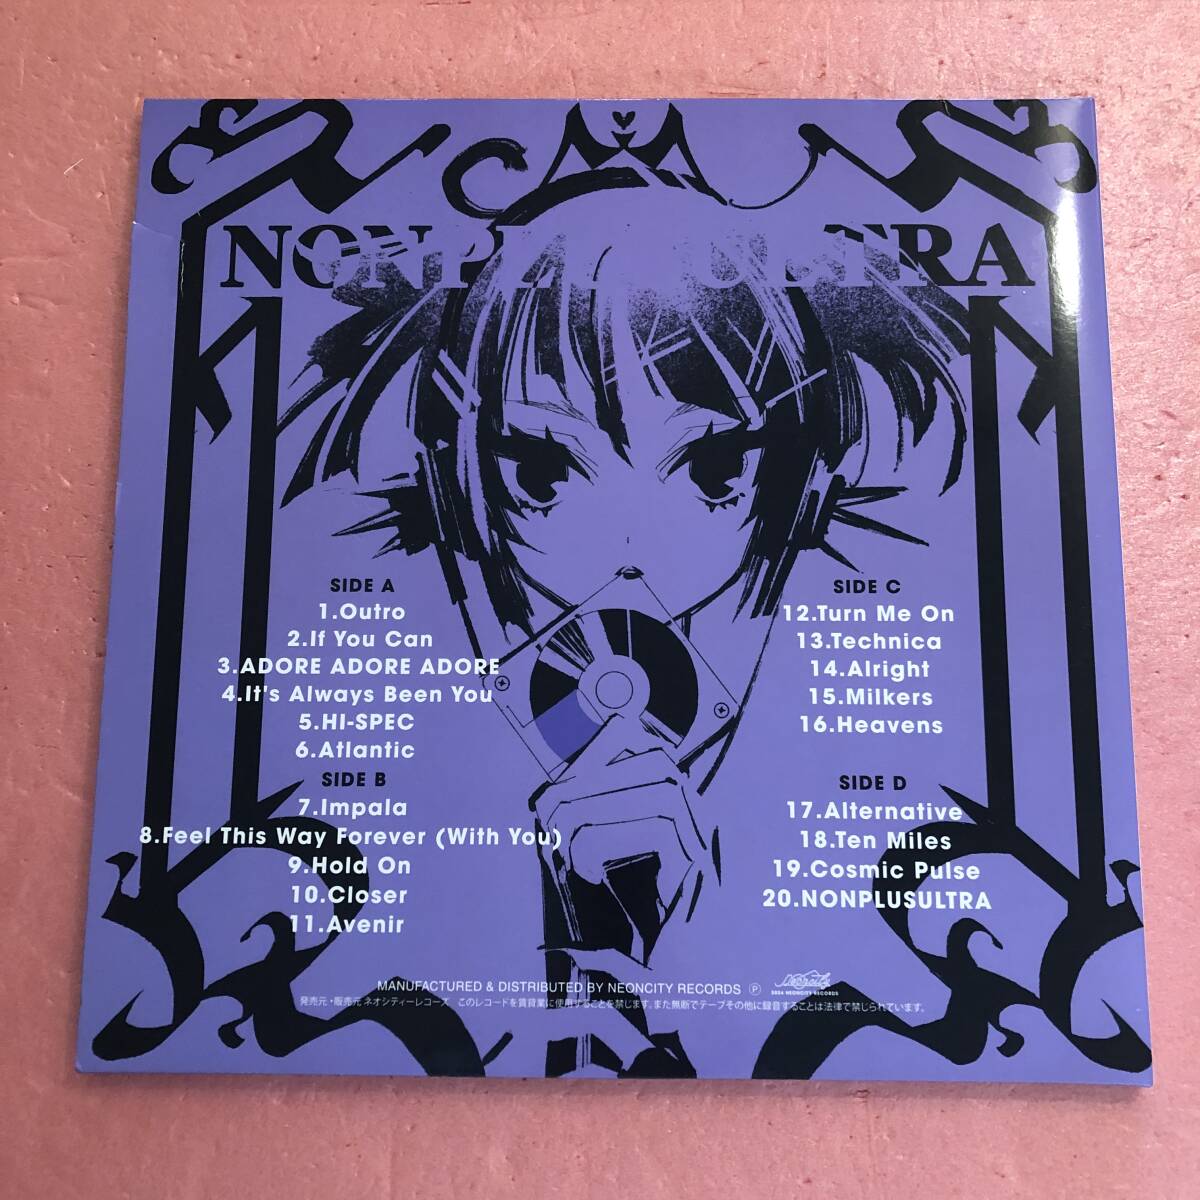 NONPLUSULTRA
SIDE A
1.Outro
2.If You Can
3.ADORE ADORE ADORE
4.It's Always Been You
5.HI-SPEC
6.Atlantic
SIDE B
7.Impala
8.Feel This Way Forever (With You)
9.Hold On
10.Closer
11.Avenir
SIDE C
12.Turn Me On
13.Technica
14.Alright
15.Milkers
16.Heavens
SIDE D
17.Alternative
18.Ten Miles
19.Cosmic Pulse
20.NONPLUSULTRA
MANUFACTURED & DISTRIBUTED BY NEONCITY RECORDS ℗
Neoncity
2024 NEONCITY RECORDS
発売元・販売元 ネオシティーレコーズ このレコードを賃貸業に使用することを禁じます。また無断でテープその他に録音することは法律で禁じられています。